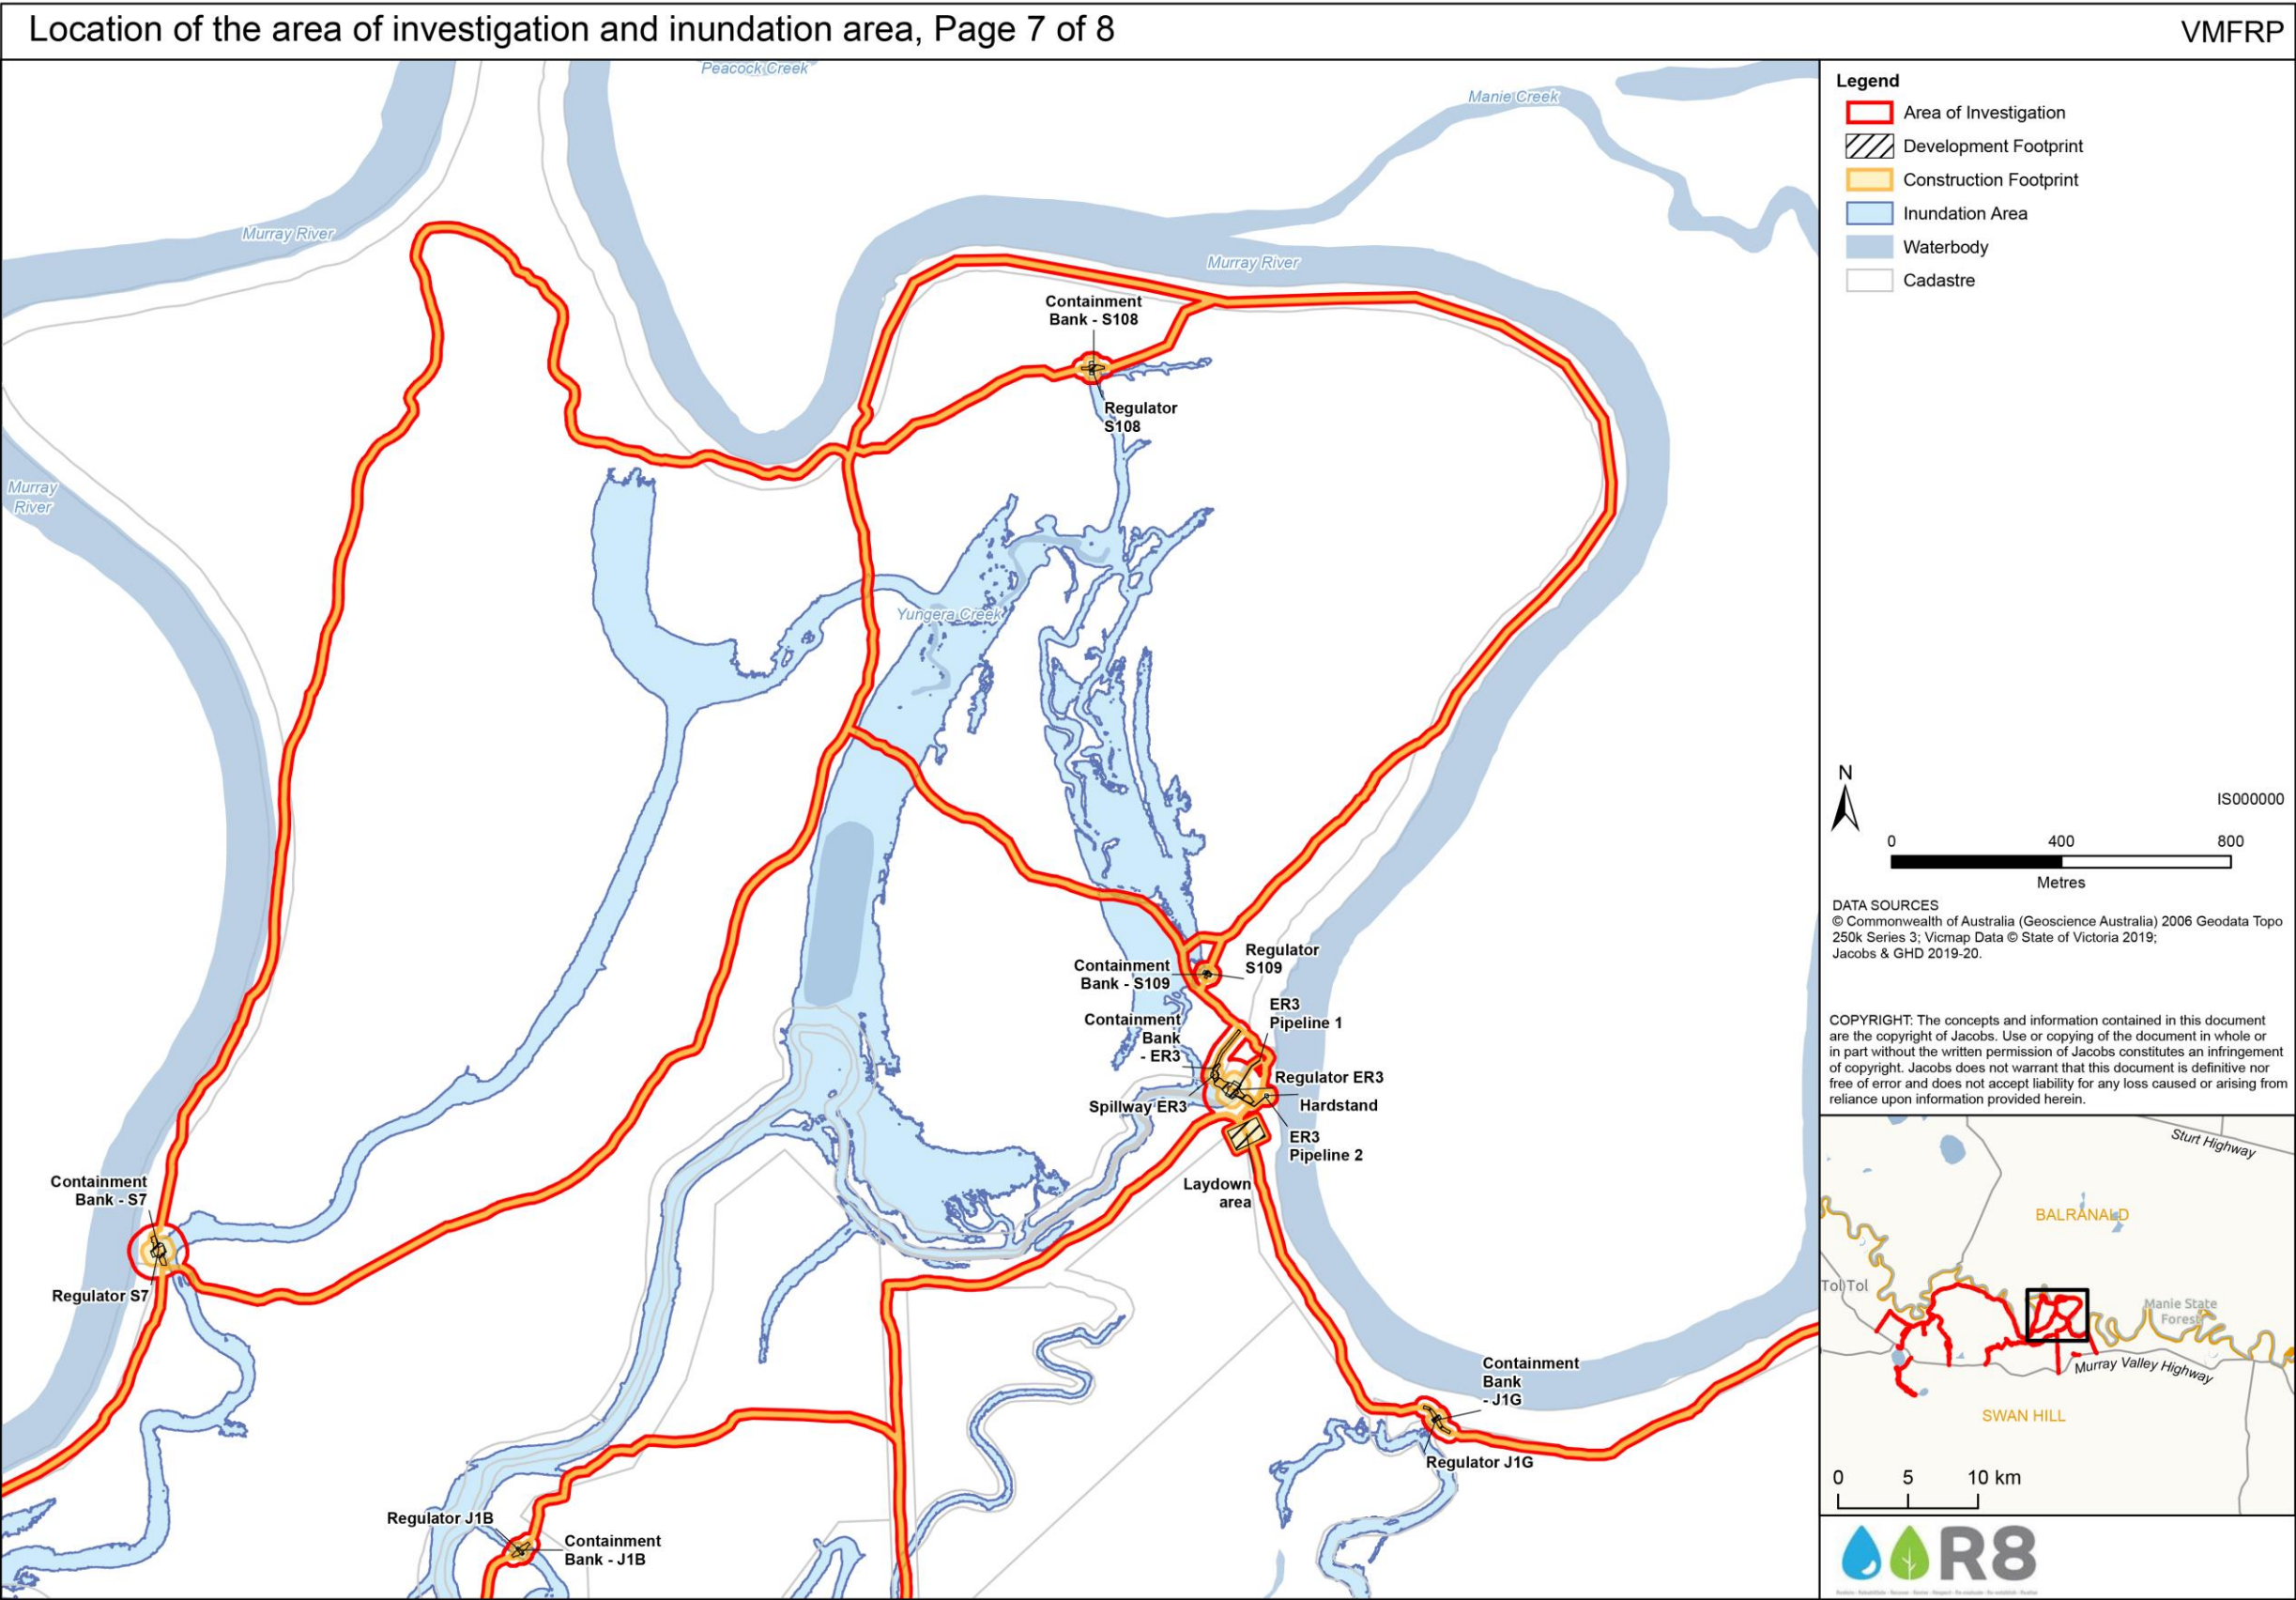 Location of the area of investigation and inundation area, Page 7 of 8
VMFRP
Peacock Creek
Manie Creek
Murray River
Murray River
Containment
Bank - S108
Regulator
S108
Murray
River
Yungera Creek
Containment
Bank - S109
Regulator
S109
ER3
Pipeline 1
Containment
Bank
- ER3
Regulator ER3
Spillway ER3
Hardstand
ER3
Pipeline 2
Laydown
area
Containment
Bank - S7
Regulator S7
Containment
Bank
- J1G
Regulator J1G
Regulator J1B
Containment
Bank - J1B
Legend
Area of Investigation
Development Footprint
Construction Footprint
Inundation Area
Waterbody
Cadastre
N
IS000000
0 400 800
Metres
DATA SOURCES
© Commonwealth of Australia (Geoscience Australia) 2006 Geodata Topo
250k Series 3; Vicmap Data © State of Victoria 2019;
Jacobs & GHD 2019-20.
COPYRIGHT: The concepts and information contained in this document
are the copyright of Jacobs. Use or copying of the document in whole or
in part without the written permission of Jacobs constitutes an infringement
of copyright. Jacobs does not warrant that this document is definitive nor
free of error and does not accept liability for any loss caused or arising from
reliance upon information provided herein.
Sturt Highway
BALRANALD
Tol Tol
Manie State
Forest
Murray Valley Highway
SWAN HILL
0 5 10 km
R8